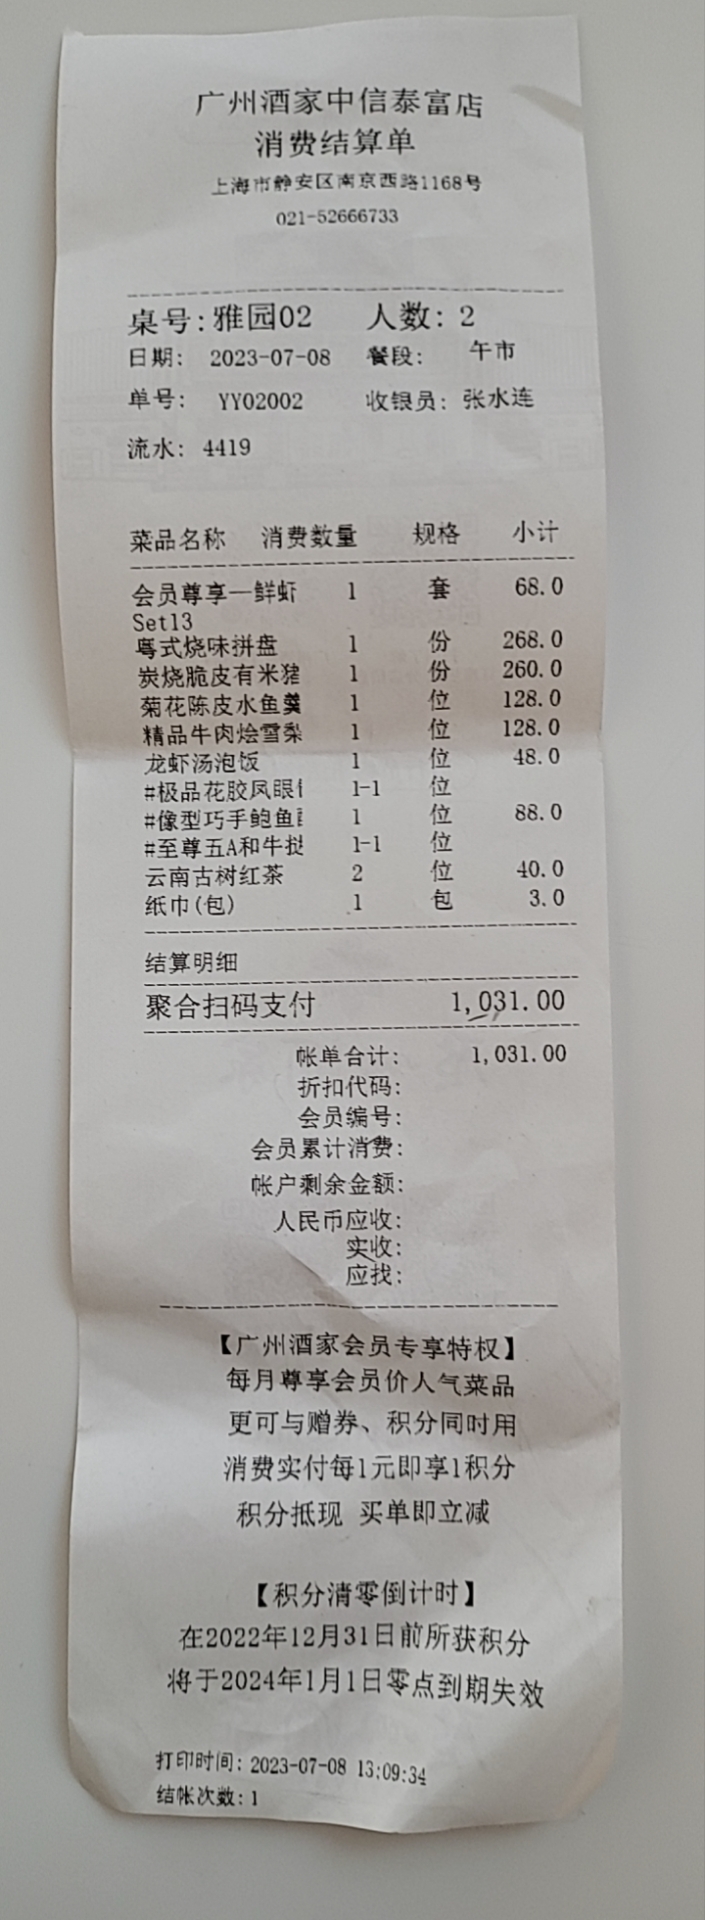 广州酒家中信泰富店
消费结算单
上海市静安区南京西路1168号
021-52666733
桌号:雅园02 人数: 2
日期: 2023-07-08 餐段: 午市
单号: YY02002 收银员: 张水连
流水: 4419
菜品名称 消费数量 规格 小计
会员尊享—鲜虾 1 套 68.0
Set13
粤式烧味拼盘 1 份 268.0
炭烧脆皮有米猪 1 份 260.0
菊花陈皮水鱼羹 1 位 128.0
精品牛肉烩雪梨 1 位 128.0
龙虾汤泡饭 1 位 48.0
#极品花胶凤眼 1-1 位
#像型巧手鲍鱼 1 位 88.0
#至尊五A和牛挞 1-1 位
云南古树红茶 2 位 40.0
纸巾(包) 1 包 3.0
结算明细
聚合扫码支付 1,031.00
帐单合计: 1,031.00
折扣代码:
会员编号:
会员累计消费:
帐户剩余金额:
人民币应收:
实收:
应找:
【广州酒家会员专享特权】
每月尊享会员价人气菜品
更可与赠券、积分同时用
消费实付每1元即享1积分
积分抵现 买单即立减
【积分清零倒计时】
在2022年12月31日前所获积分
将于2024年1月1日零点到期失效
打印时间: 2023-07-08 13:09:34
结帐次数: 1